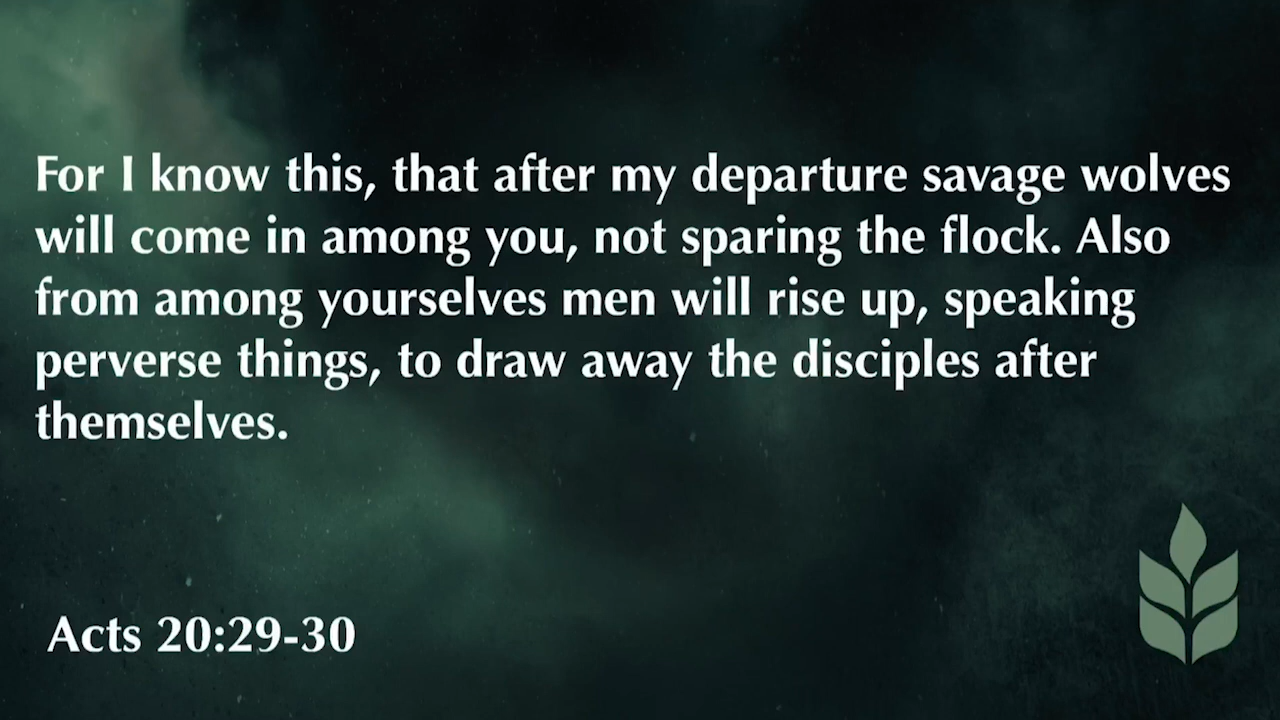 For I know this, that after my departure savage wolves
will come in among you, not sparing the flock. Also
from among yourselves men will rise up, speaking
perverse things, to draw away the disciples after
themselves.
Acts 20:29-30